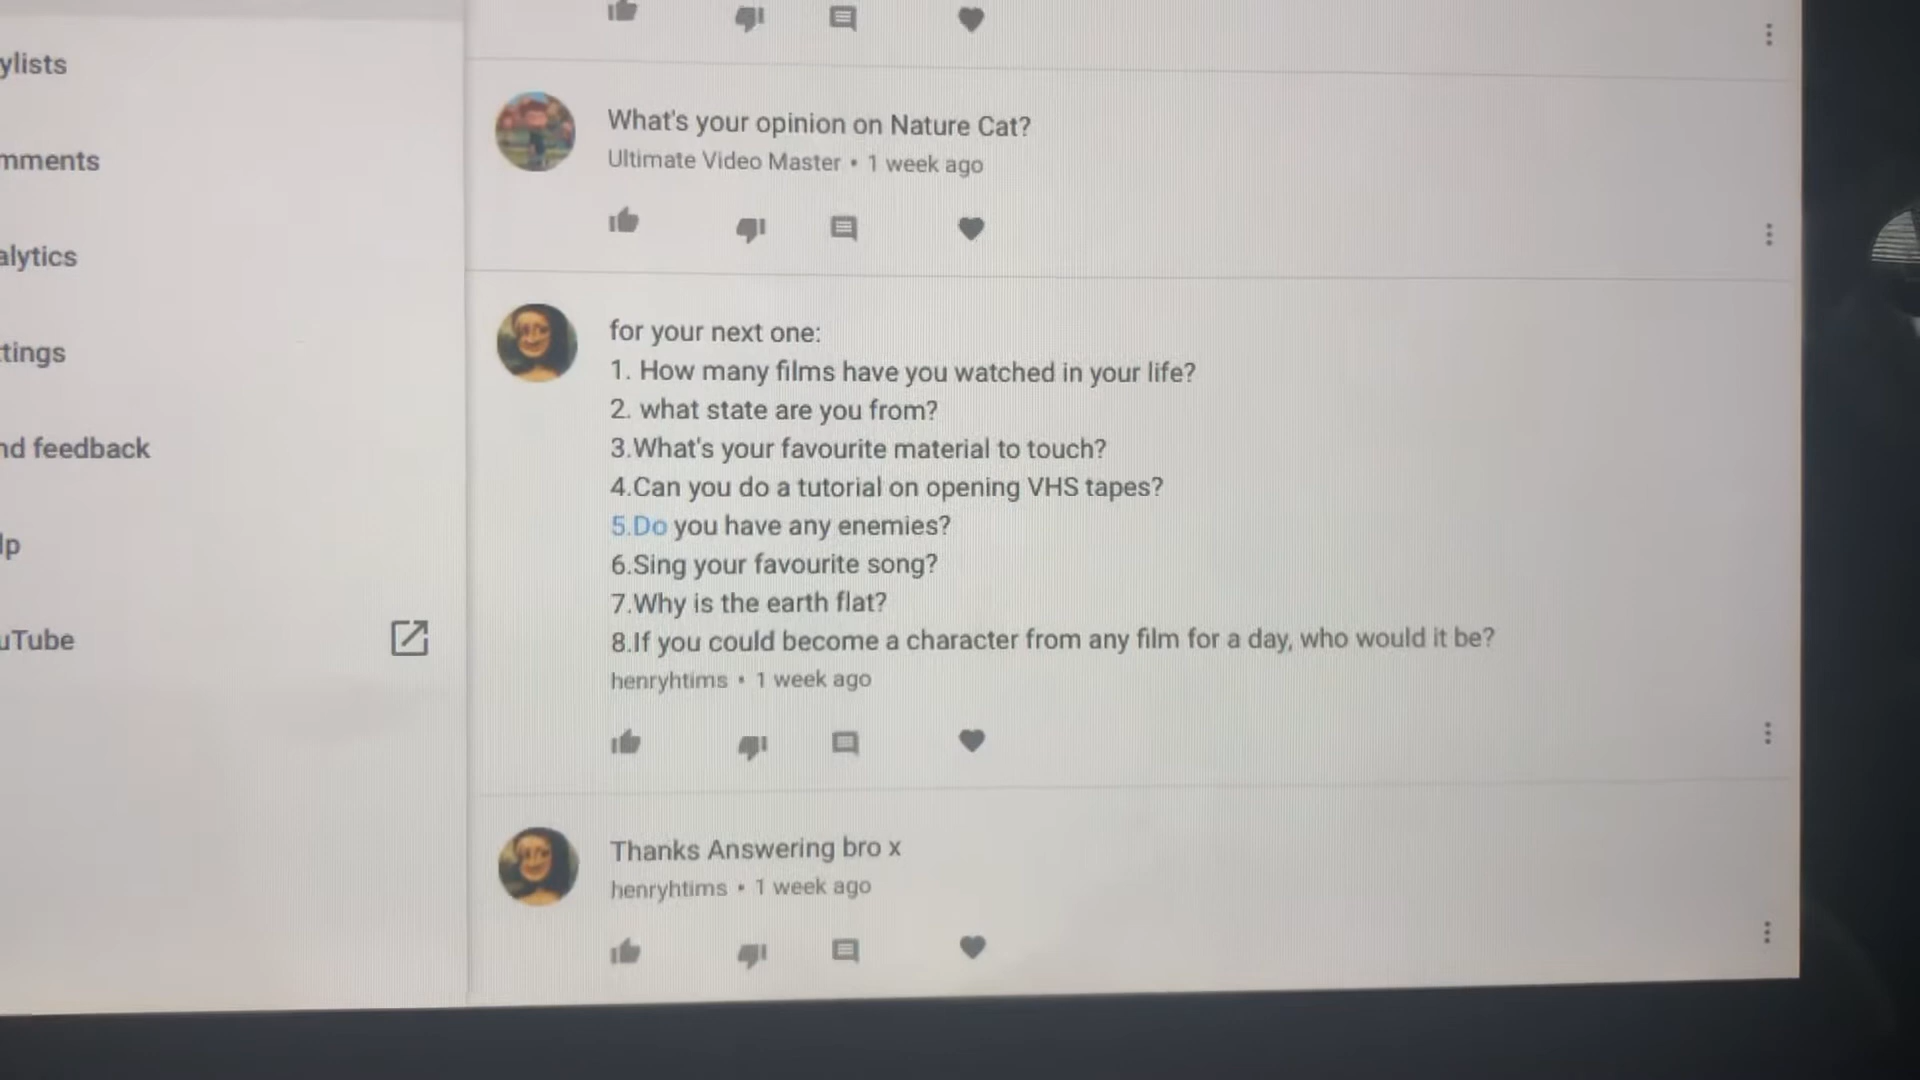 ylists
mments
alytics
tings
nd feedback
lp
uTube
What's your opinion on Nature Cat?
Ultimate Video Master • 1 week ago
for your next one:
1. How many films have you watched in your life?
2. what state are you from?
3.What's your favourite material to touch?
4.Can you do a tutorial on opening VHS tapes?
5.Do you have any enemies?
6.Sing your favourite song?
7.Why is the earth flat?
8.If you could become a character from any film for a day, who would it be?
henryhtims • 1 week ago
Thanks Answering bro x
henryhtims • 1 week ago